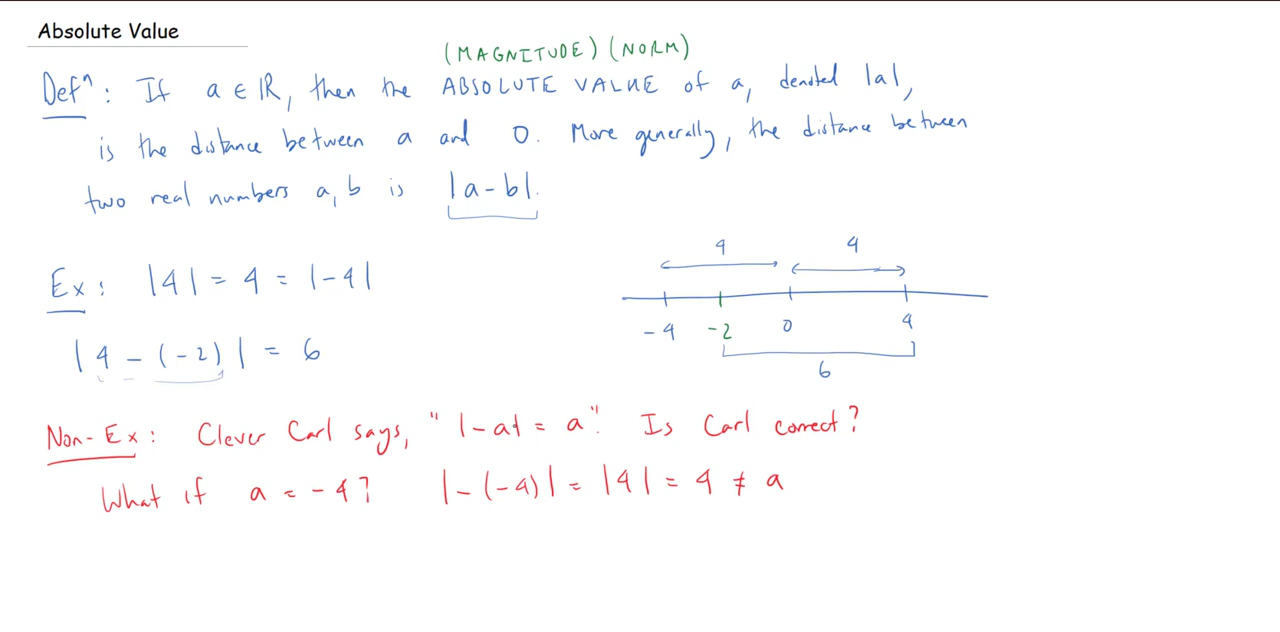 Absolute Value
(MAGNITUDE) (NORM)
Defⁿ: If a ∈ ℝ, then the ABSOLUTE VALUE of a, denoted |a|,
is the distance between a and 0. More generally, the distance between
two real numbers a, b is |a - b|.
4 4
Ex: |4| = 4 = |-4|
-4 -2 0 4
|4 - (-2)| = 6
6
Non-Ex: Clever Carl says, "|-a| = a". Is Carl correct?
What if a = -4? |-(-4)| = |4| = 4 ≠ a